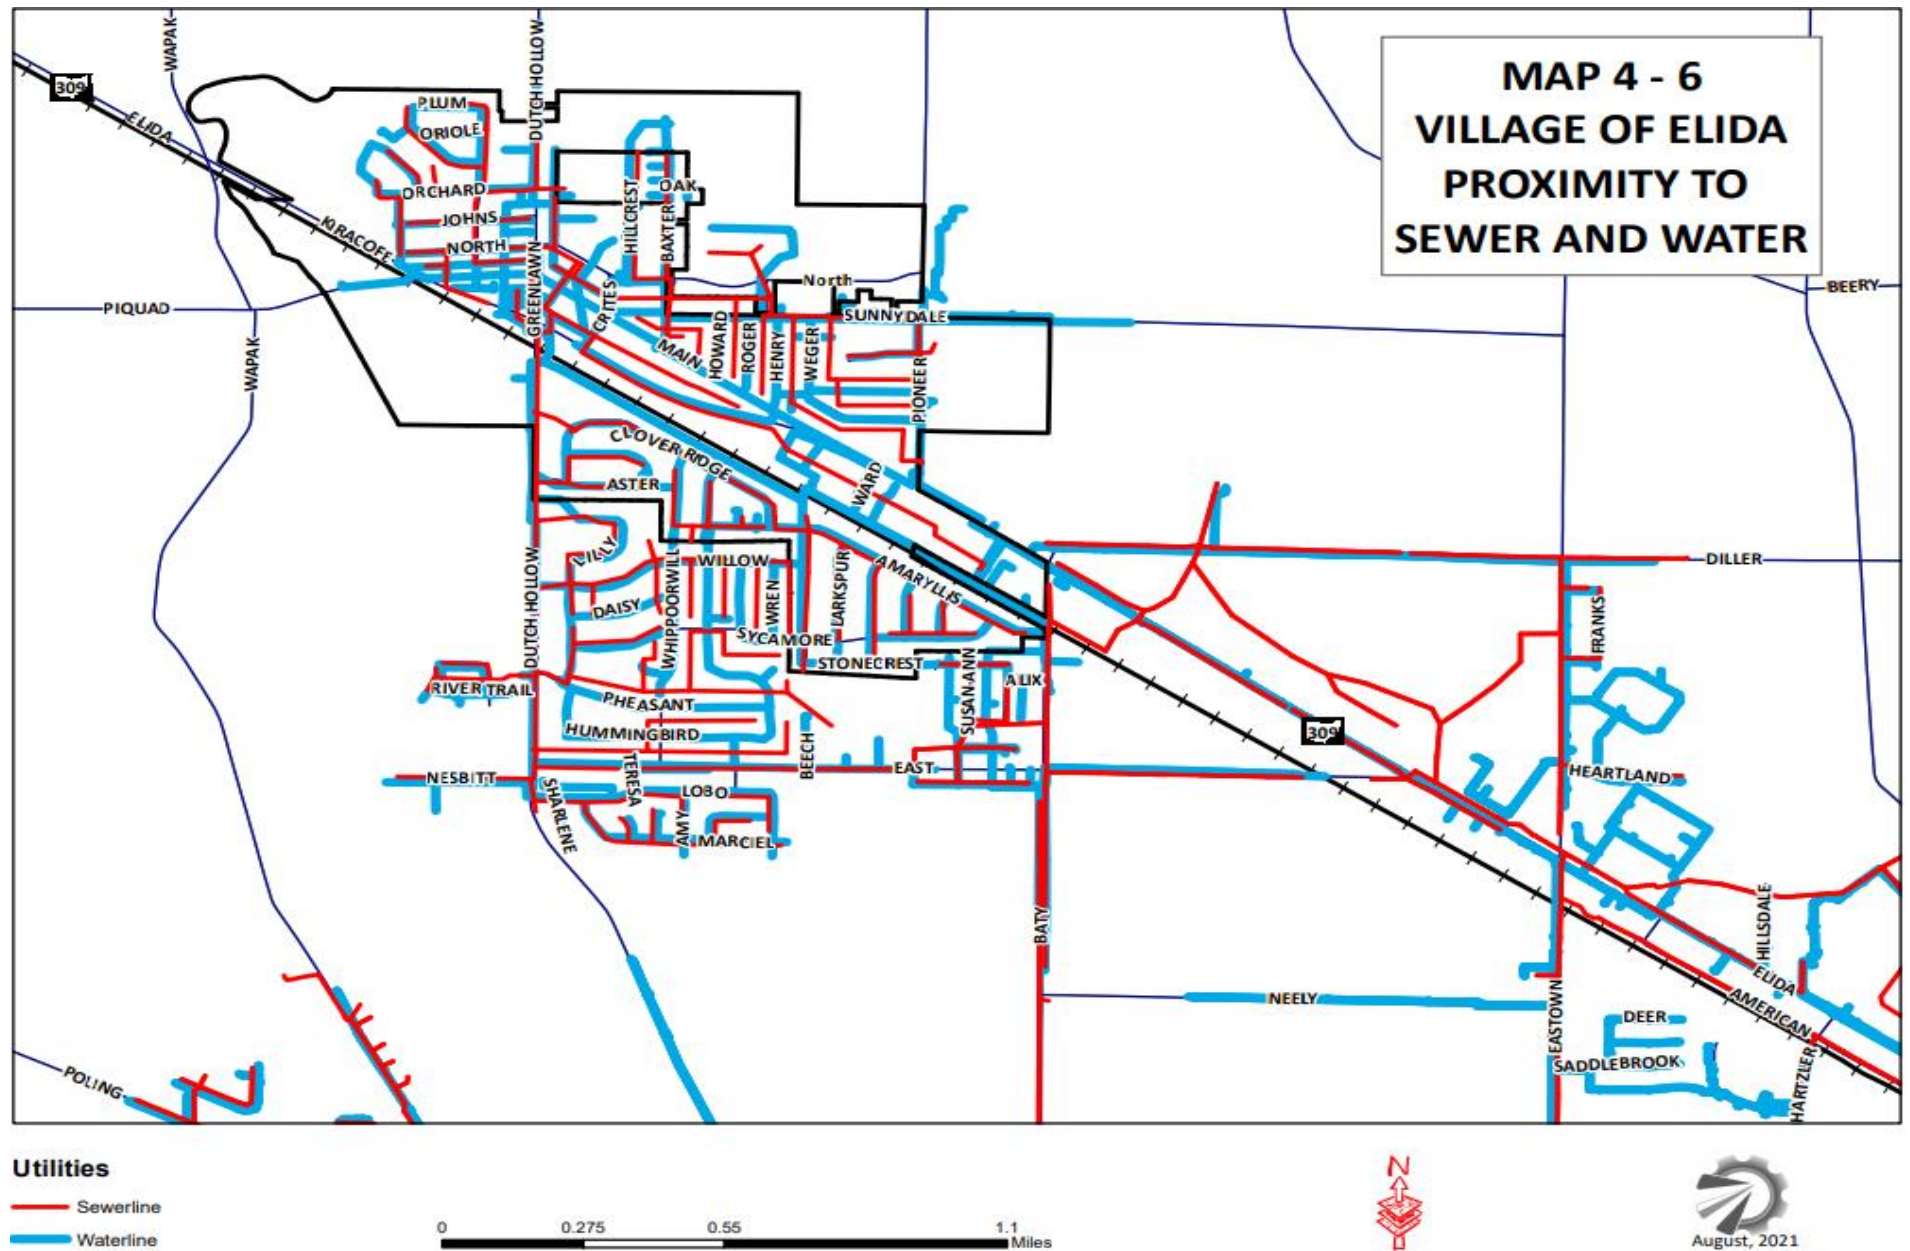 MAP 4 - 6
VILLAGE OF ELIDA
PROXIMITY TO
SEWER AND WATER
WAPAK
DUTCH HOLLOW
309
ELIDA
PLUM
ORIOLE
ORCHARD
JOHNS
NORTH
KIRACOFE
HILLCREST
OAK
BAXTER
North
BEERY
PIQUAD
GREENLAWN
CRITES
SUNNYDALE
MAIN
HOWARD
ROGER
HENRY
WEGER
PIONEER
WAPAK
CLOVER RIDGE
ASTER
WARD
LILLY
WILLOW
AMARYLLIS
DILLER
DUTCH HOLLOW
DAISY
WHIPPOORWILL
WREN
LARKSPUR
SYCAMORE
STONECREST
FRANKS
RIVER TRAIL
PHEASANT
SUSAN ANN
ALIX
HUMMINGBIRD
BEECH
309
NESBITT
TERESA
EAST
HEARTLAND
SHARLENE
LOBO
AMY
MARCIEL
BATY
HILLSDALE
ELIDA
AMERICAN
NEELY
EASTOWN
DEER
SADDLEBROOK
HARTZLER
POLING
Utilities
Sewerline
Waterline
0 0.275 0.55 1.1
Miles
N
August, 2021